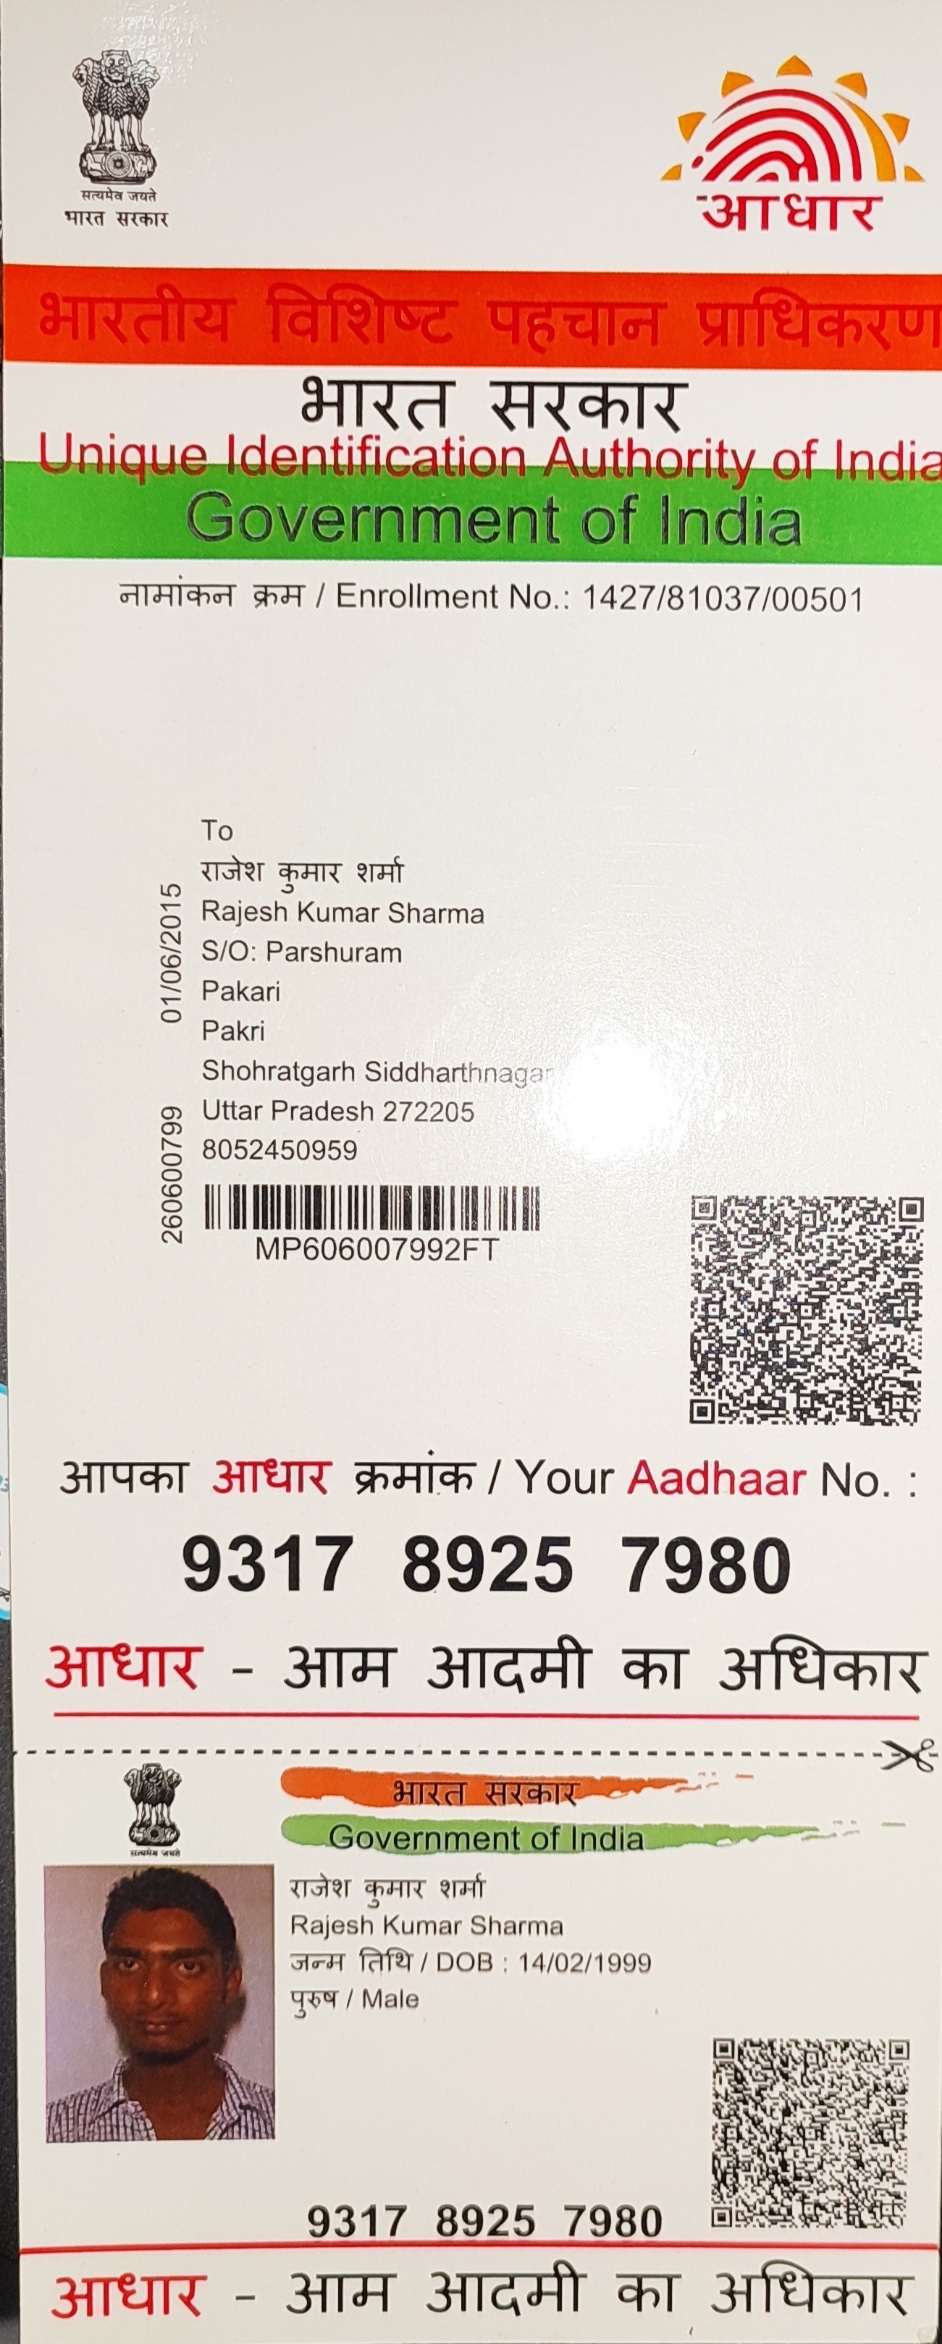 सत्यमेव जयते
भारत सरकार
आधार
भारतीय विशिष्ट पहचान प्राधिकरण
भारत सरकार
Unique Identification Authority of India
Government of India
नामांकन क्रम / Enrollment No.: 1427/81037/00501
To
राजेश कुमार शर्मा
Rajesh Kumar Sharma
S/O: Parshuram
Pakari
Pakri
Shohratgarh Siddharthnagar
Uttar Pradesh 272205
8052450959
01/06/2015
260600799
MP606007992FT
आपका आधार क्रमांक / Your Aadhaar No. :
9317 8925 7980
आधार - आम आदमी का अधिकार
सत्यमेव जयते
भारत सरकार
Government of India
राजेश कुमार शर्मा
Rajesh Kumar Sharma
जन्म तिथि / DOB : 14/02/1999
पुरुष / Male
9317 8925 7980
आधार - आम आदमी का अधिकार